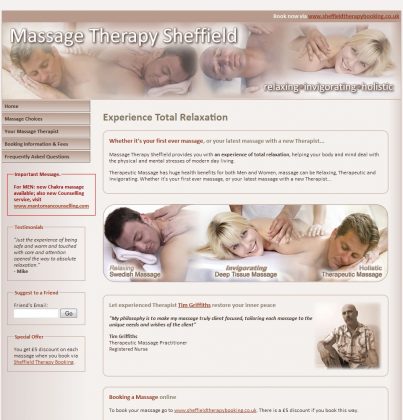 Book now via www.sheffieldtherapybooking.co.uk
Massage Therapy Sheffield
relaxing•invigorating•holistic
Home
Massage Choices
Your Massage Therapist
Booking Information & Fees
Frequently Asked Questions
Important Message.
For MEN: new Chakra massage
available; also new Counselling
service, visit
www.mantomancounselling.com
Testimonials
"Just the experience of being
safe and warm and touched
with care and attention
opened the way to absolute
relaxation."
- Mike
Suggest to a Friend
Friend's Email:
Go
Special Offer
You get £5 discount on each
massage when you book via
Sheffield Therapy Booking.
Experience Total Relaxation
Whether it's your first ever massage, or your latest massage with a new Therapist...
Massage Therapy Sheffield provides you with an experience of total relaxation, helping your body and mind deal with
the physical and mental stresses of modern day living.
Therapeutic Massage has huge health benefits for both Men and Women, massage can be Relaxing, Therapeutic and
Invigorating. Whether it's your first ever massage, or your latest massage with a new Therapist...
Relaxing
Swedish Massage
Invigorating
Deep Tissue Massage
Holistic
Therapeutic Massage
Let experienced Therapist Tim Griffiths restore your inner peace
"My philosophy is to make my massage truly client focused, tailoring each massage to the
unique needs and wishes of the client"
Tim Griffiths
Therapeutic Massage Practitioner
Registered Nurse
Booking a Massage online
To book your massage go to www.sheffieldtherapybooking.co.uk. There is a £5 discount if you book this way.